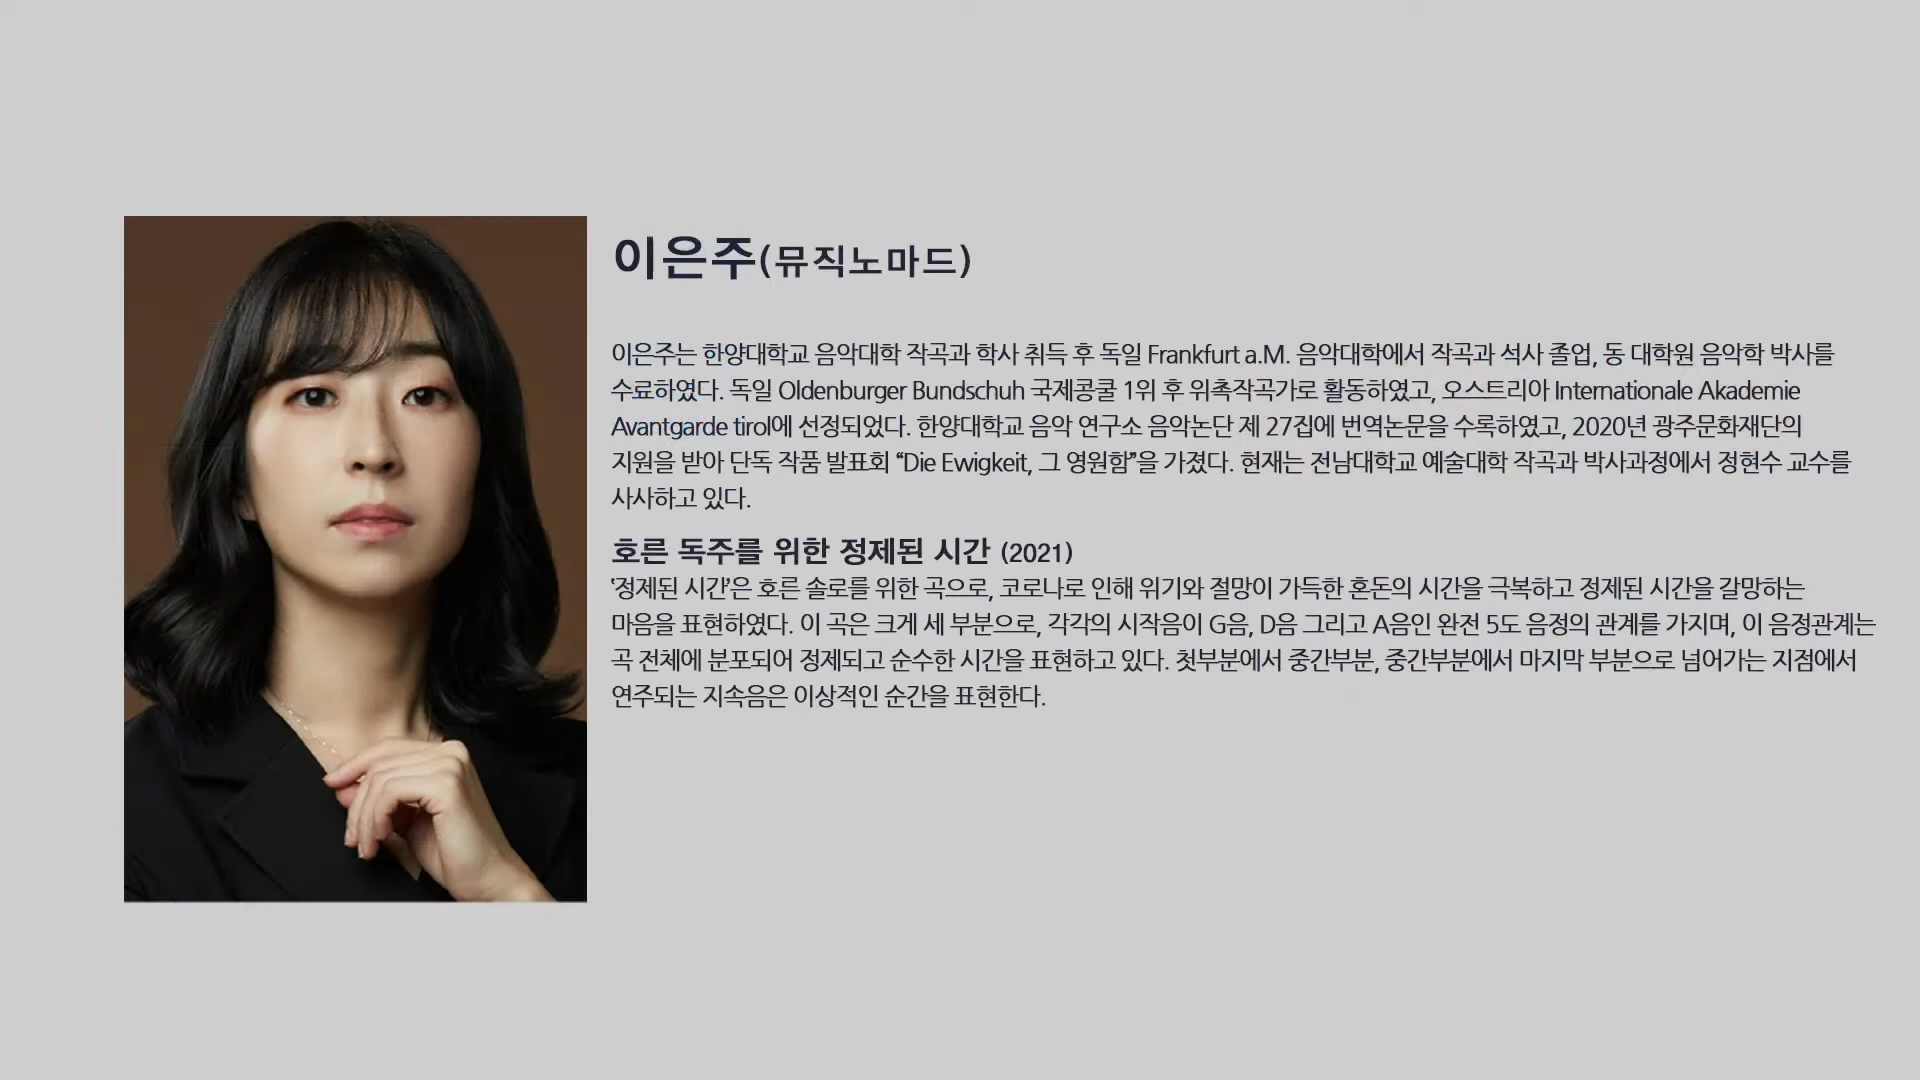 이은주(뮤직노마드)
이은주는 한양대학교 음악대학 작곡과 학사 취득 후 독일 Frankfurt a.M. 음악대학에서 작곡과 석사 졸업, 동 대학원 음악학 박사를
수료하였다. 독일 Oldenburger Bundschuh 국제콩쿨 1위 후 위촉작곡가로 활동하였고, 오스트리아 Internationale Akademie
Avantgarde tirol에 선정되었다. 한양대학교 음악 연구소 음악논단 제 27집에 번역논문을 수록하였고, 2020년 광주문화재단의
지원을 받아 단독 작품 발표회 “Die Ewigkeit, 그 영원함”을 가졌다. 현재는 전남대학교 예술대학 작곡과 박사과정에서 정현수 교수를
사사하고 있다.
호른 독주를 위한 정제된 시간 (2021)
‘정제된 시간’은 호른 솔로를 위한 곡으로, 코로나로 인해 위기와 절망이 가득한 혼돈의 시간을 극복하고 정제된 시간을 갈망하는
마음을 표현하였다. 이 곡은 크게 세 부분으로, 각각의 시작음이 G음, D음 그리고 A음인 완전 5도 음정의 관계를 가지며, 이 음정관계는
곡 전체에 분포되어 정제되고 순수한 시간을 표현하고 있다. 첫부분에서 중간부분, 중간부분에서 마지막 부분으로 넘어가는 지점에서
연주되는 지속음은 이상적인 순간을 표현한다.